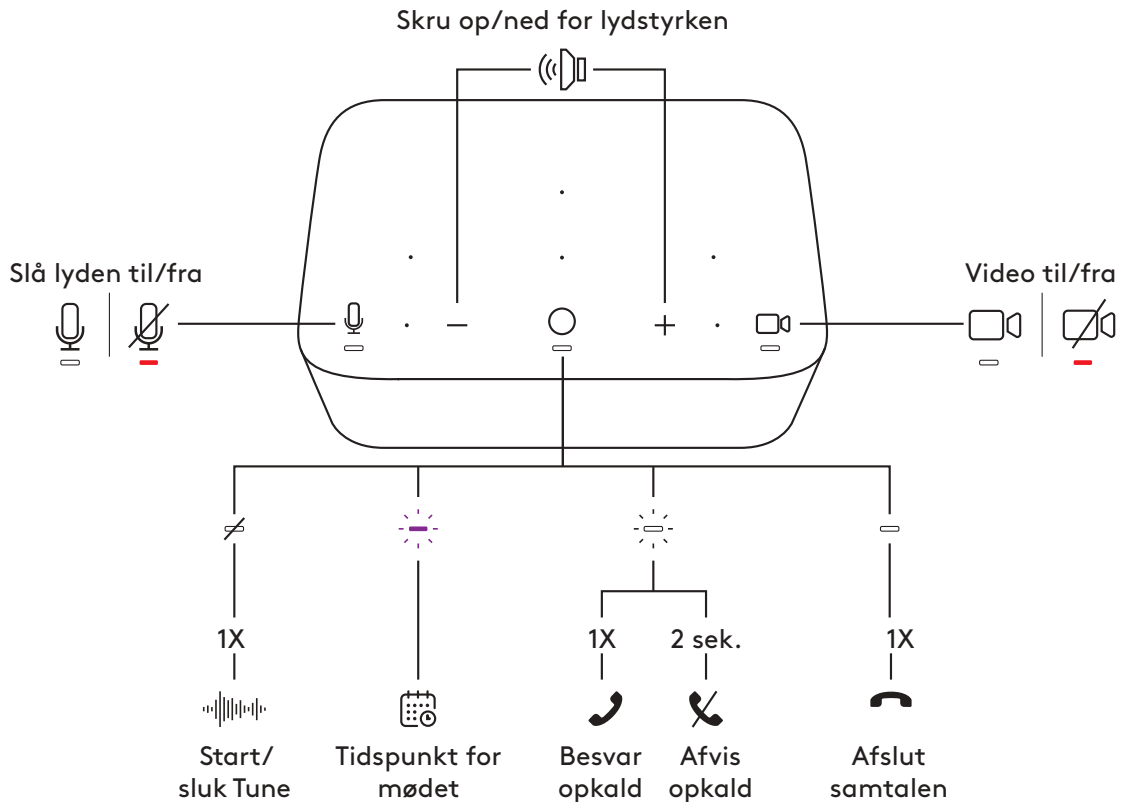 Skru op/ned for lydstyrken
Slå lyden til/fra
Video til/fra
1X
1X
2 sek.
1X
Start/
sluk Tune
Tidspunkt for
mødet
Besvar
opkald
Afvis
opkald
Afslut
samtalen